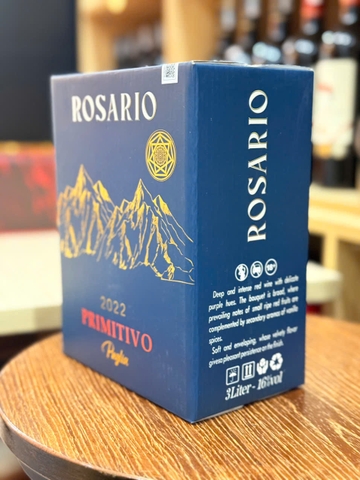 ROSARIO
2022
PRIMITIVO
Puglia
ROSARIO
18+
Deep and intense red wine with delicate
purple hues. The bouquet is broad, where
prevailing notes of small ripe red fruits are
complemented by secondary aromas of vanilla
spices.
Soft and enveloping, whose velvety flavor
gives a pleasant persistence on the finish.
3Liter - 16%vol